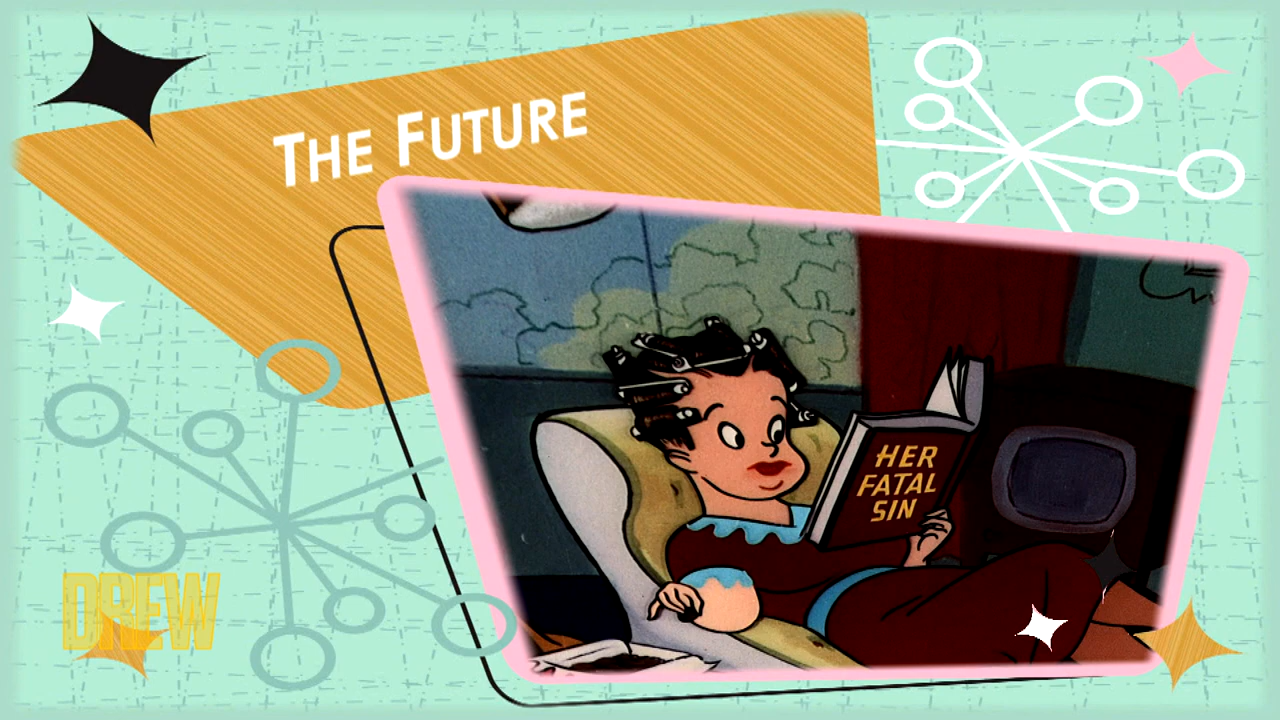 The Future
HER
FATAL
SIN
DREW